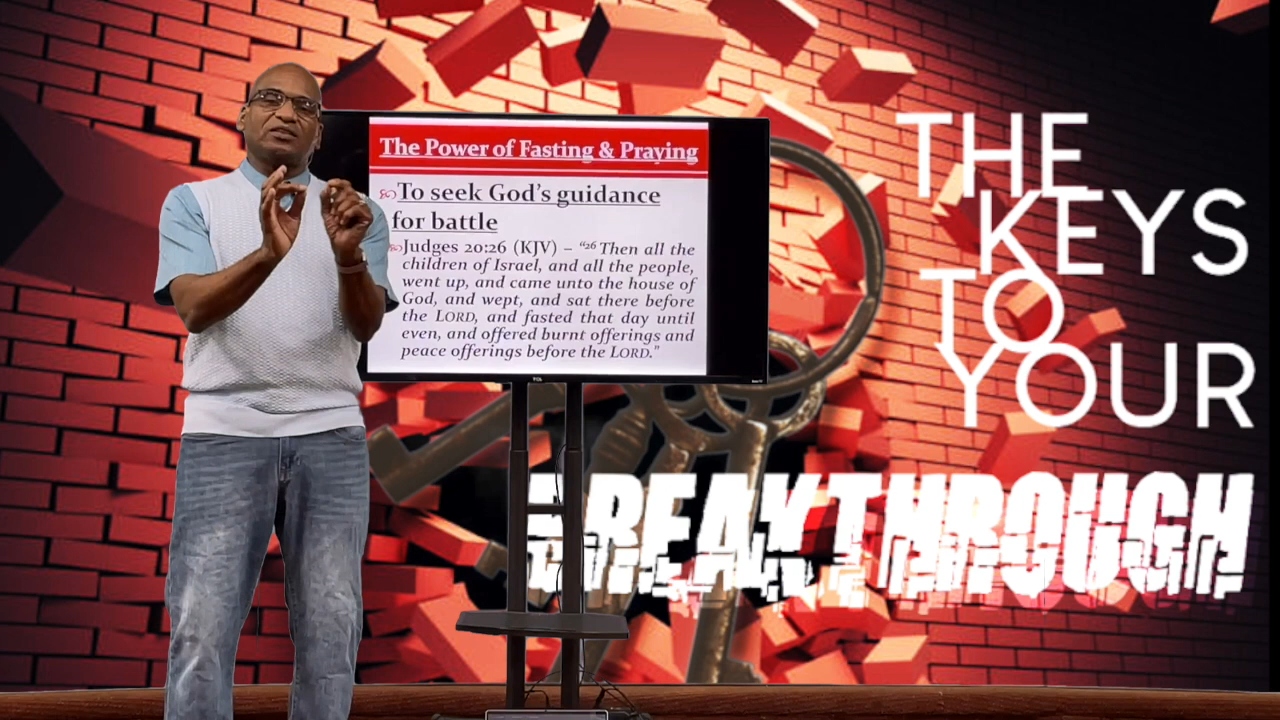 The Power of Fasting & Praying
To seek God's guidance
for battle
Judges 20:26 (KJV) – "26 Then all the
children of Israel, and all the people,
went up, and came unto the house of
God, and wept, and sat there before
the LORD, and fasted that day until
even, and offered burnt offerings and
peace offerings before the LORD."
TCL
THE
KEYS
TO
YOUR
BREAKTHROUGH